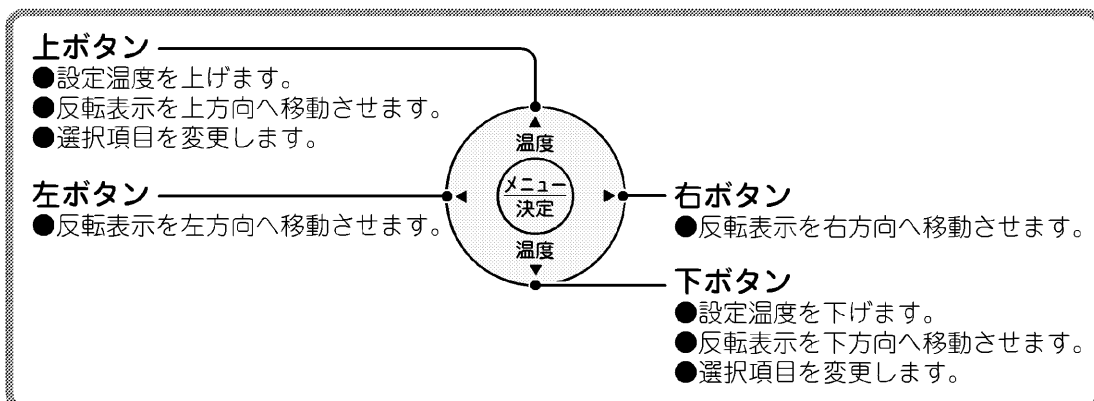 上ボタン
●設定温度を上げます。
●反転表示を上方向へ移動させます。
●選択項目を変更します。
左ボタン
●反転表示を左方向へ移動させます。
▲
温度
◀
メニュー
決定
▶
温度
▼
右ボタン
●反転表示を右方向へ移動させます。
下ボタン
●設定温度を下げます。
●反転表示を下方向へ移動させます。
●選択項目を変更します。